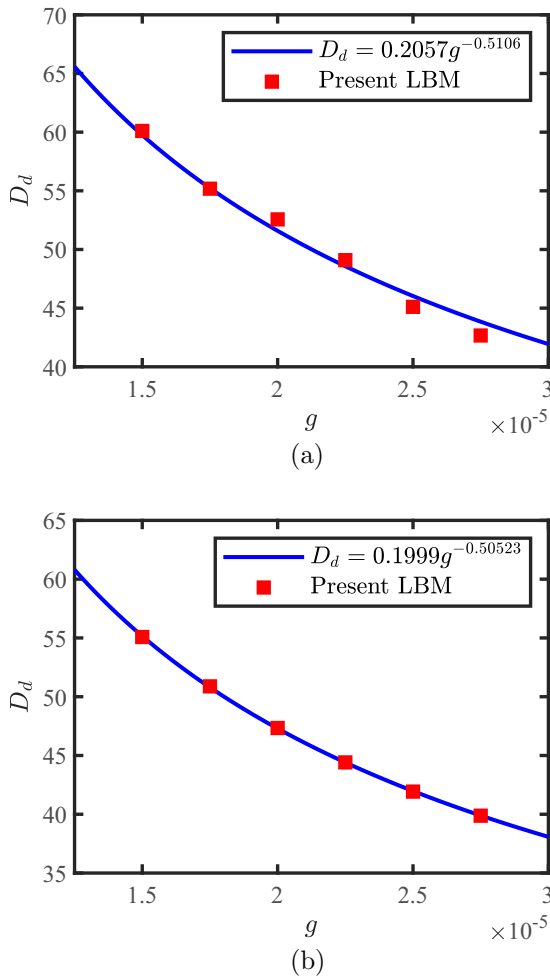 70
65
60
55
50
45
40
D_d
D_d = 0.2057g^{-0.5106}
Present LBM
1.5 2 2.5 3
g
×10^{-5}
(a)
65
60
55
50
45
40
35
D_d
D_d = 0.1999g^{-0.50523}
Present LBM
1.5 2 2.5 3
g
×10^{-5}
(b)